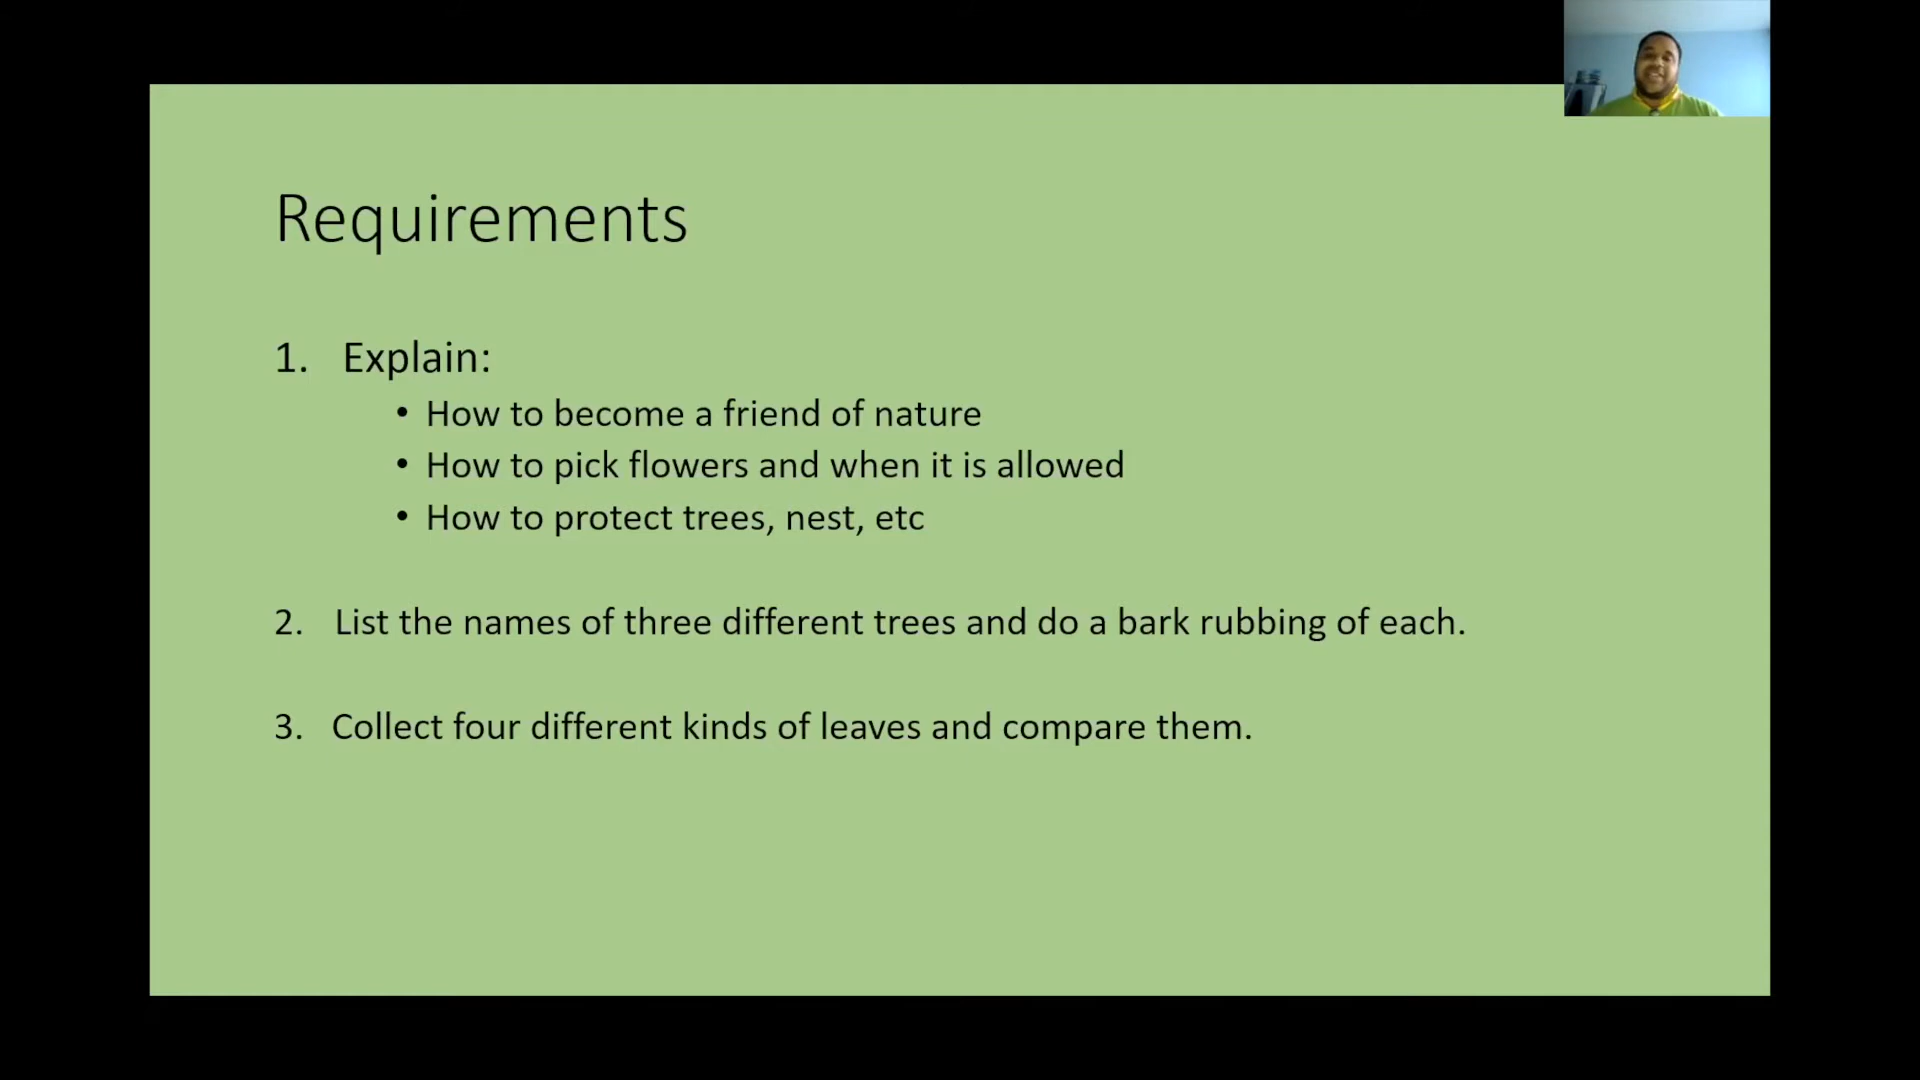 Requirements
1. Explain:
• How to become a friend of nature
• How to pick flowers and when it is allowed
• How to protect trees, nest, etc
2. List the names of three different trees and do a bark rubbing of each.
3. Collect four different kinds of leaves and compare them.